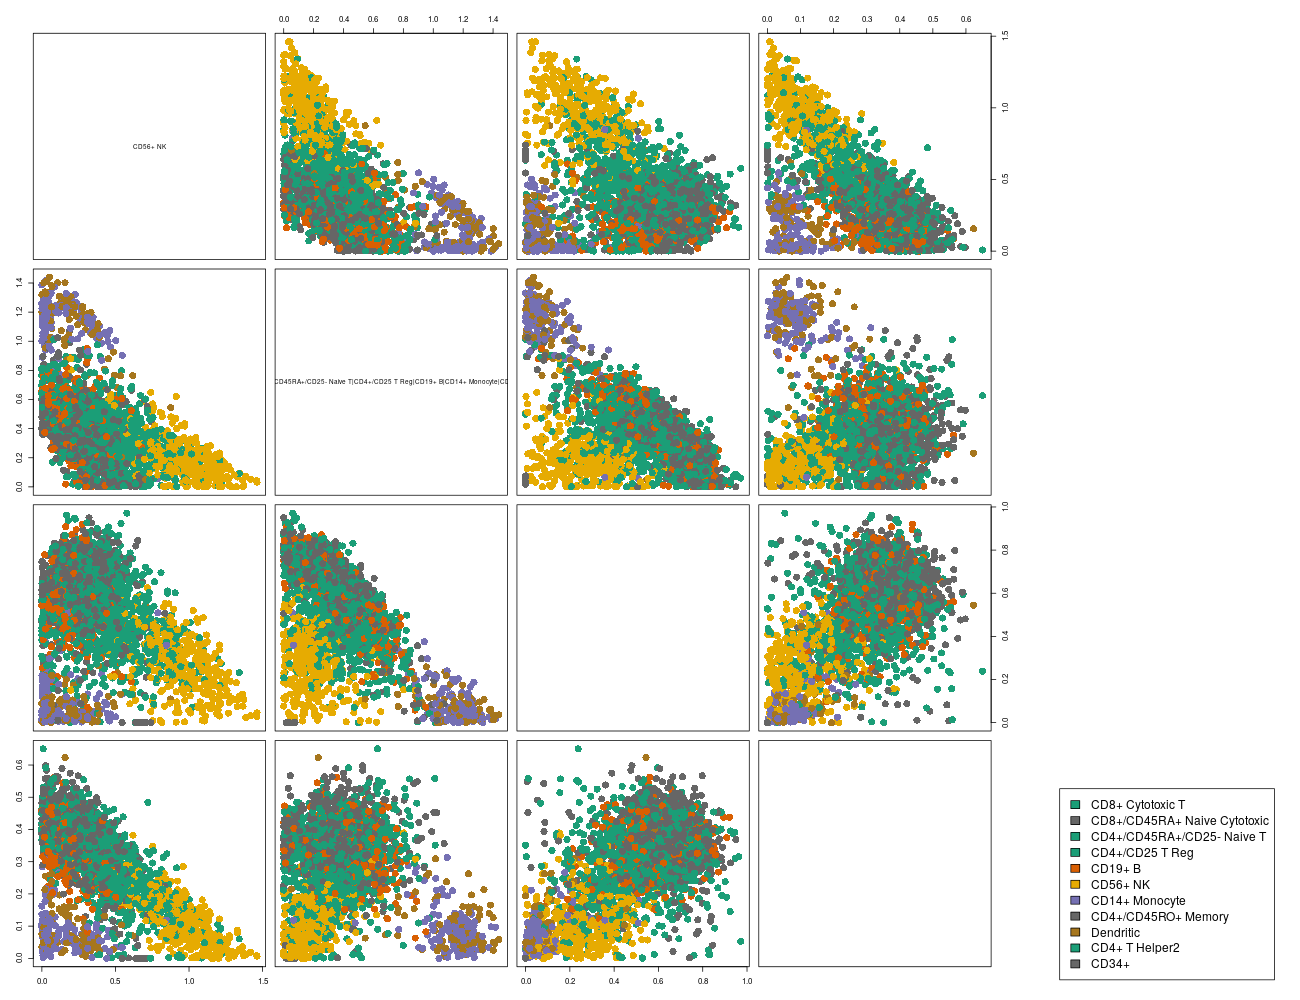 0.0 0.2 0.4 0.6 0.8 1.0 1.2 1.4
0.0 0.1 0.2 0.3 0.4 0.5 0.6
CD56+ NK
0.0 0.5 1.0 1.5
0.0 0.2 0.4 0.6 0.8 1.0 1.2 1.4
CD45RA+/CD25- Naive T|CD4+/CD25 T Reg|CD19+ B|CD14+ Monocyte|CD
0.0 0.2 0.4 0.6 0.8 1.0
0.0 0.1 0.2 0.3 0.4 0.5 0.6
0.0 0.5 1.0 1.5
0.0 0.2 0.4 0.6 0.8 1.0
CD8+ Cytotoxic T
CD8+/CD45RA+ Naive Cytotoxic
CD4+/CD45RA+/CD25- Naive T
CD4+/CD25 T Reg
CD19+ B
CD56+ NK
CD14+ Monocyte
CD4+/CD45RO+ Memory
Dendritic
CD4+ T Helper2
CD34+